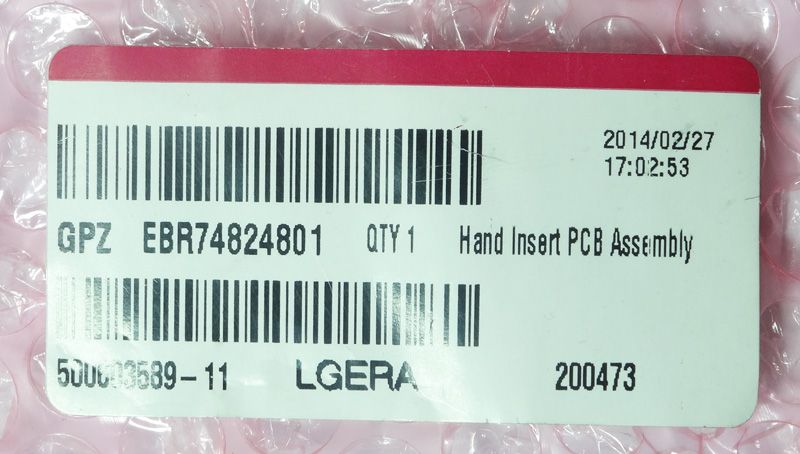 2014/02/27
17:02:53
GPZ EBR74824801 QTY 1 Hand Insert PCB Assembly
500003589-11 LGERA 200473